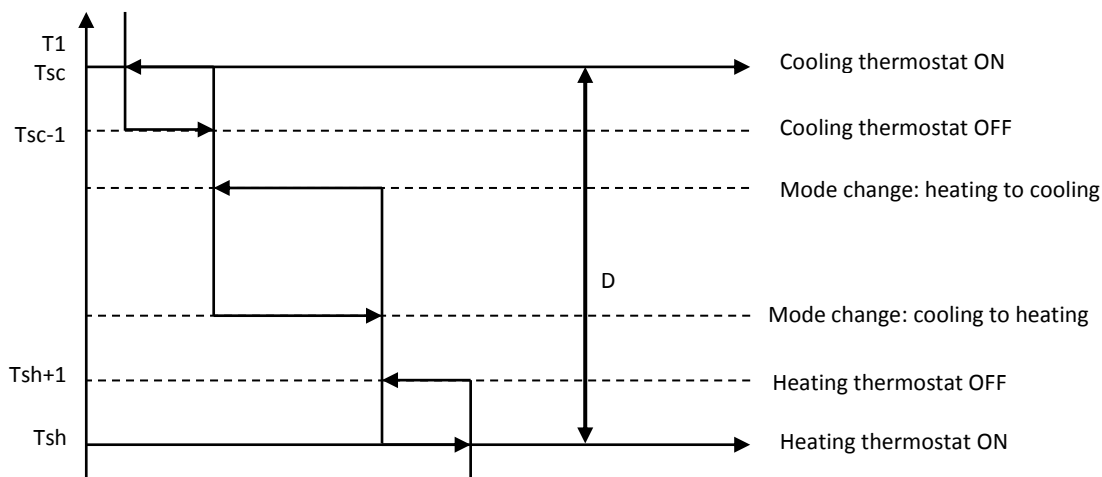 T1
Tsc
Cooling thermostat ON
Tsc-1
Cooling thermostat OFF
Mode change: heating to cooling
D
Mode change: cooling to heating
Tsh+1
Heating thermostat OFF
Tsh
Heating thermostat ON